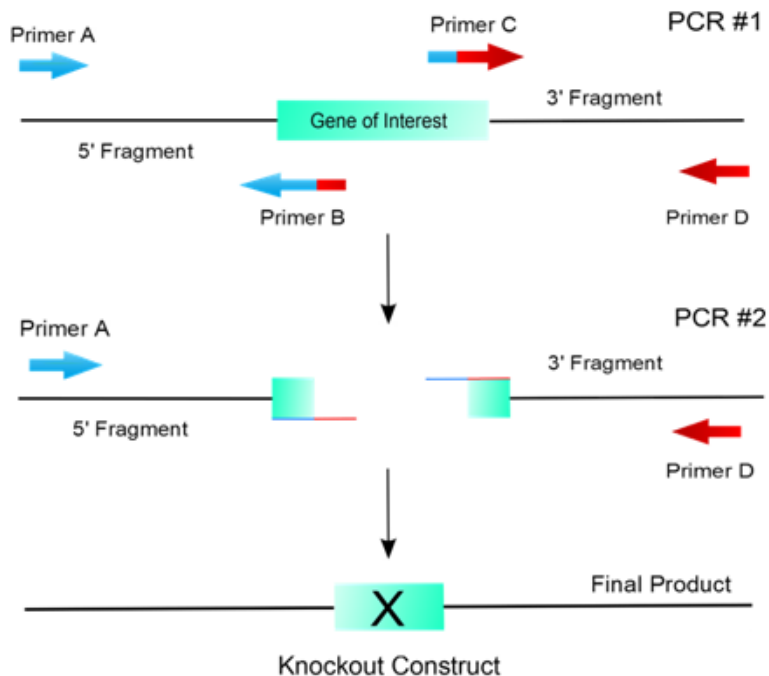 PCR #1
Primer A
Primer C
3' Fragment
Gene of Interest
5' Fragment
Primer B
Primer D
PCR #2
Primer A
3' Fragment
5' Fragment
Primer D
Final Product
X
Knockout Construct